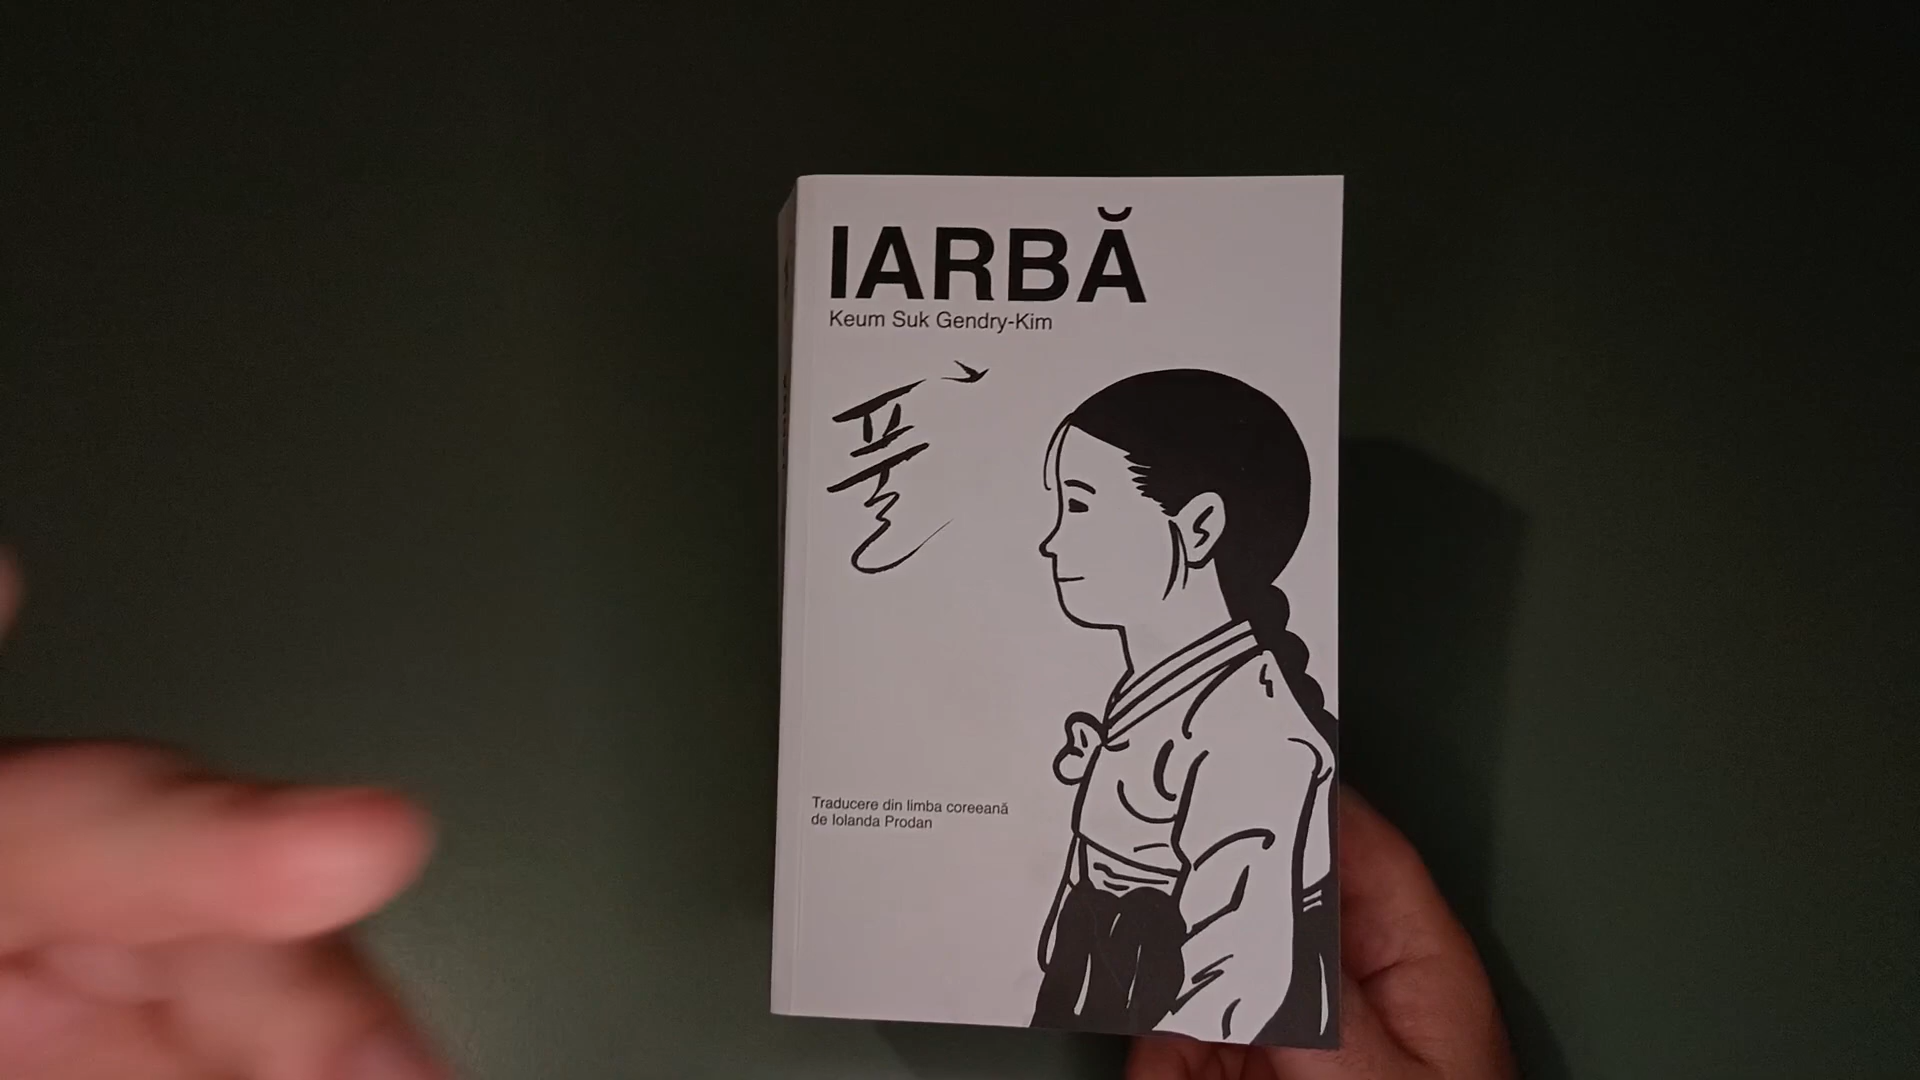 IARBĂ
Keum Suk Gendry-Kim
풀
Traducere din limba coreeană
de Iolanda Prodan